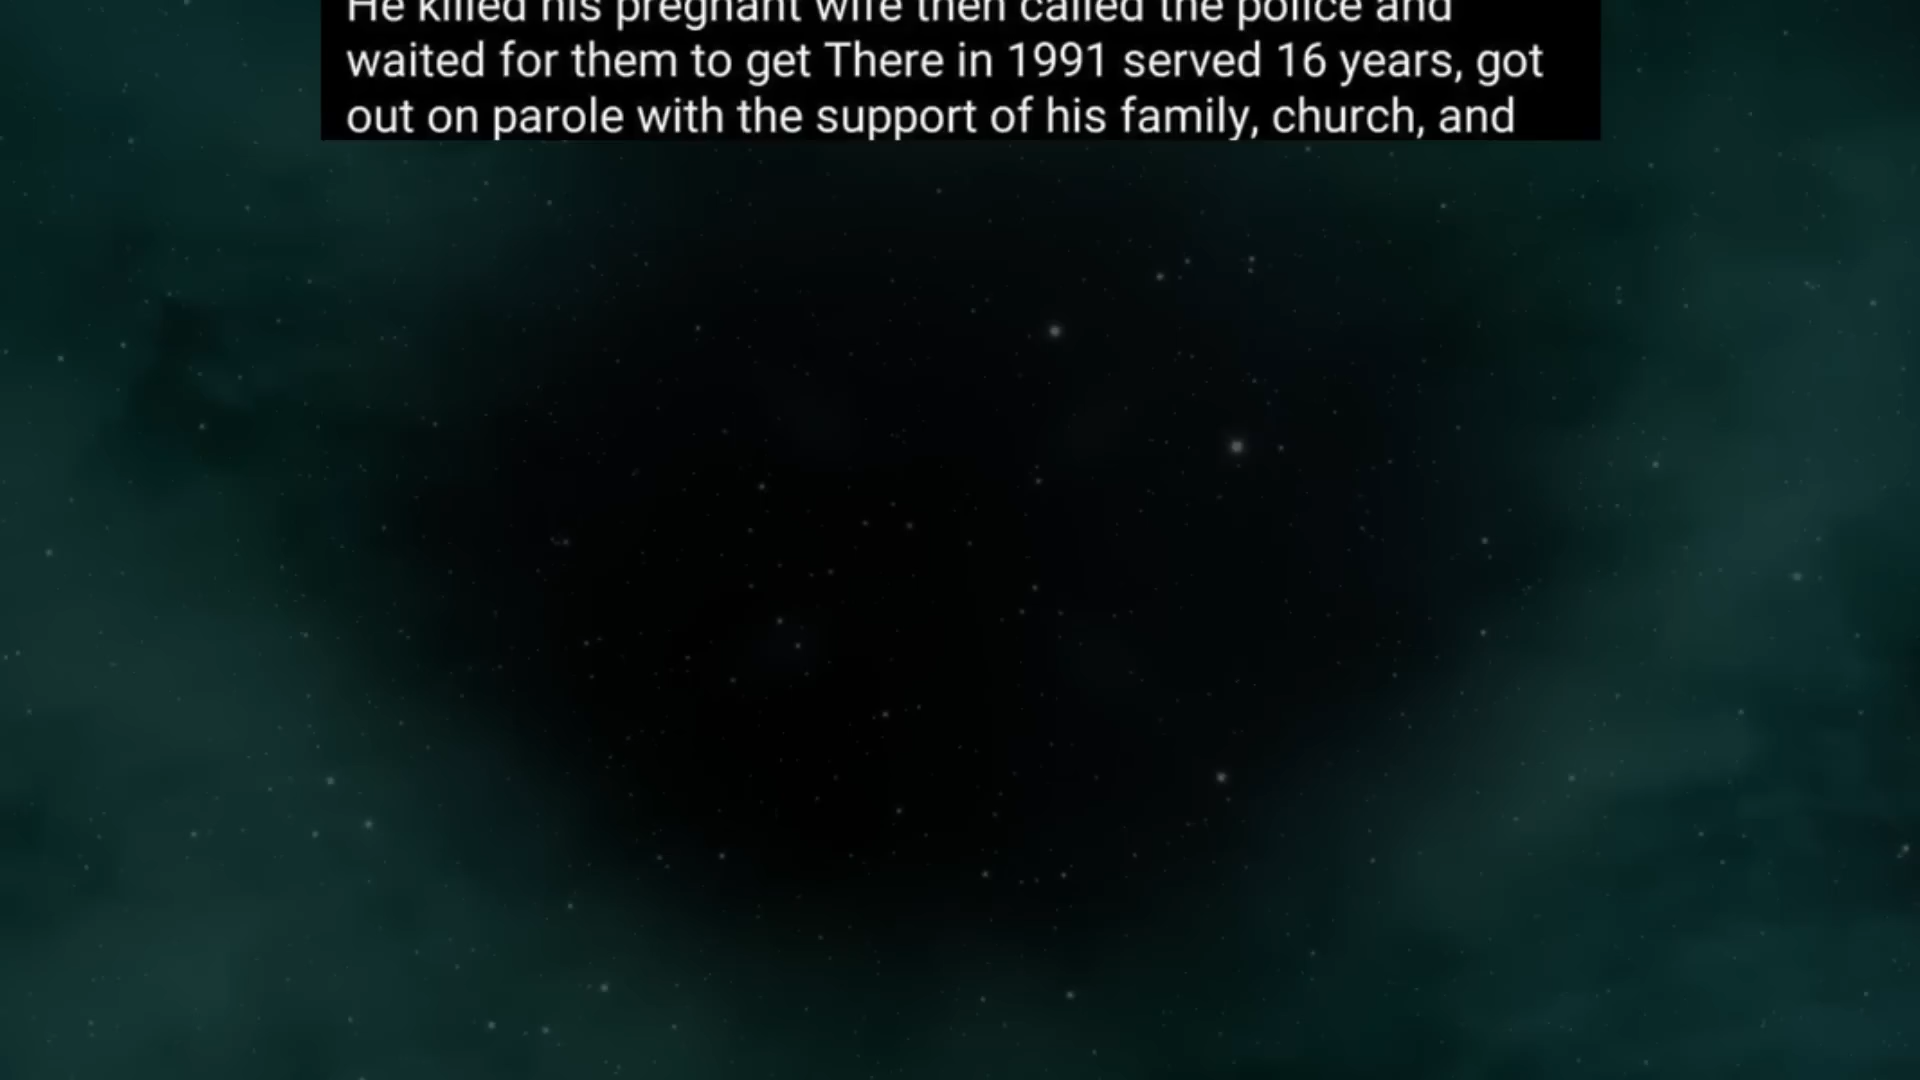 He killed his pregnant wife then called the police and
waited for them to get There in 1991 served 16 years, got
out on parole with the support of his family, church, and